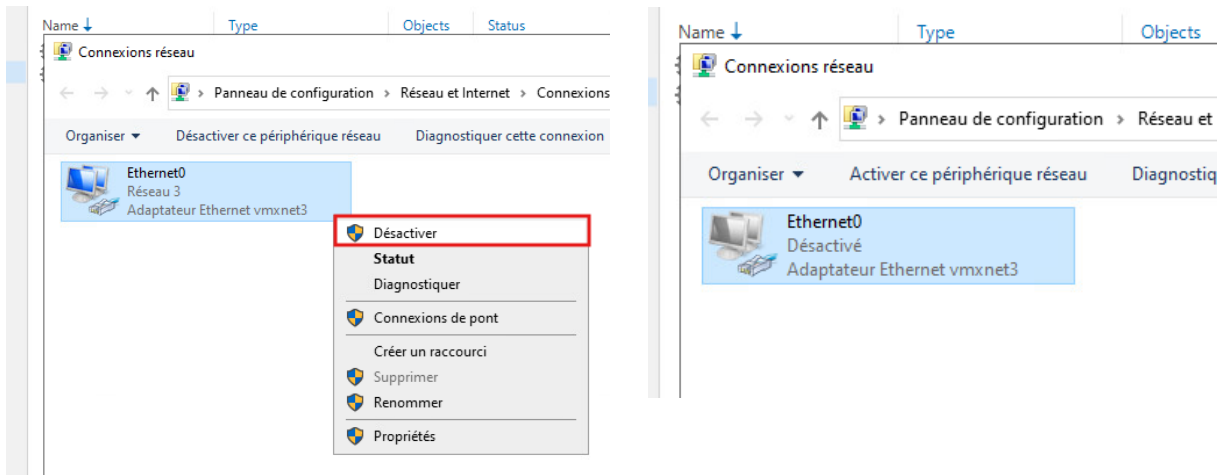 Name Type Objects Status
Connexions réseau
Panneau de configuration > Réseau et Internet > Connexions
Organiser Désactiver ce périphérique réseau Diagnostiquer cette connexion
Ethernet0
Réseau 3
Adaptateur Ethernet vmxnet3
Désactiver
Statut
Diagnostiquer
Connexions de pont
Créer un raccourci
Supprimer
Renommer
Propriétés
Name Type Objects
Connexions réseau
Panneau de configuration > Réseau et
Organiser Activer ce périphérique réseau Diagnostiq
Ethernet0
Désactivé
Adaptateur Ethernet vmxnet3